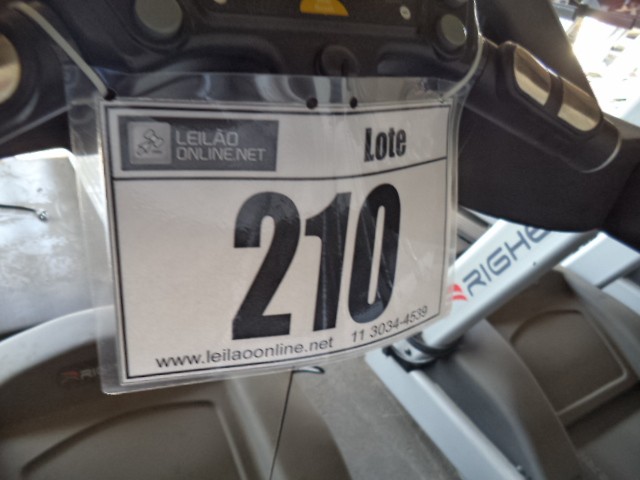 LEILÃO
ONLINE.NET
Lote
210
www.leilaoonline.net 11 3034-4539
RIGHE